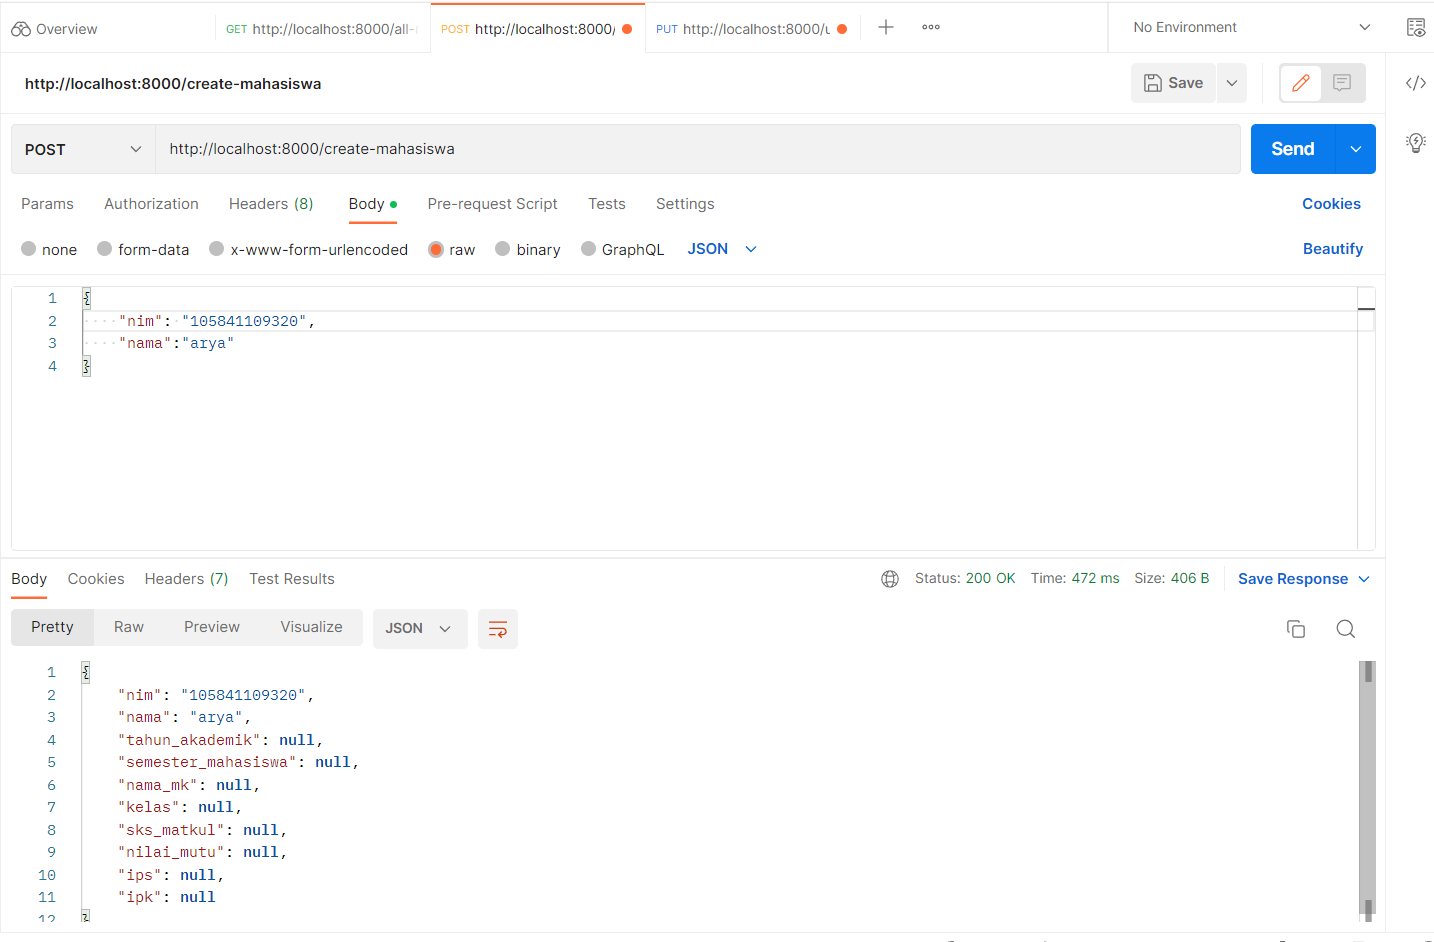 Overview
GET http://localhost:8000/all-
POST http://localhost:8000/
PUT http://localhost:8000/u
No Environment
http://localhost:8000/create-mahasiswa
Save
POST
http://localhost:8000/create-mahasiswa
Send
Params Authorization Headers (8) Body Pre-request Script Tests Settings Cookies
none form-data x-www-form-urlencoded raw binary GraphQL JSON Beautify
1 {
2 "nim": "105841109320",
3 "nama":"arya"
4 }
Body Cookies Headers (7) Test Results Status: 200 OK Time: 472 ms Size: 406 B Save Response
Pretty Raw Preview Visualize JSON
1 {
2 "nim": "105841109320",
3 "nama": "arya",
4 "tahun_akademik": null,
5 "semester_mahasiswa": null,
6 "nama_mk": null,
7 "kelas": null,
8 "sks_matkul": null,
9 "nilai_mutu": null,
10 "ips": null,
11 "ipk": null
12 }